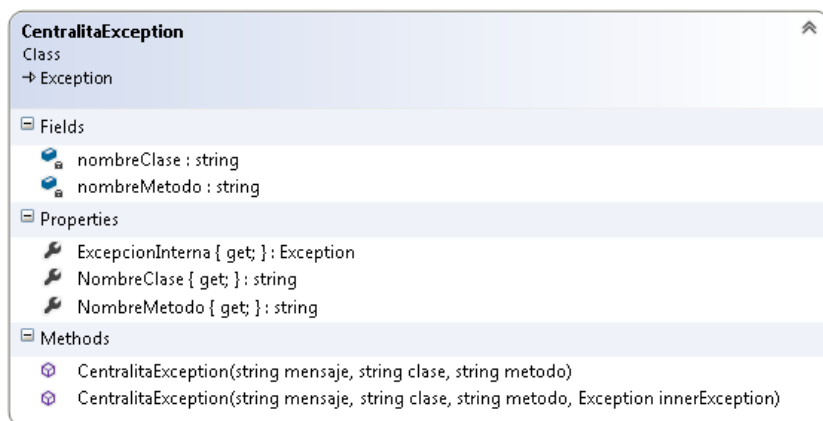 CentralitaException
Class
Exception
Fields
nombreClase : string
nombreMetodo : string
Properties
ExcepcionInterna { get; } : Exception
NombreClase { get; } : string
NombreMetodo { get; } : string
Methods
CentralitaException(string mensaje, string clase, string metodo)
CentralitaException(string mensaje, string clase, string metodo, Exception innerException)